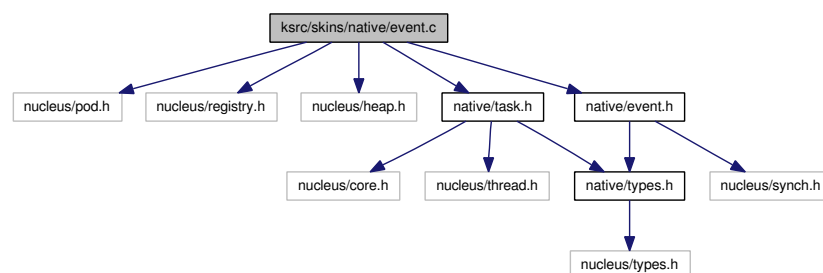 ksrc/skins/native/event.c
nucleus/pod.h
nucleus/registry.h
nucleus/heap.h
native/task.h
native/event.h
nucleus/core.h
nucleus/thread.h
native/types.h
nucleus/synch.h
nucleus/types.h